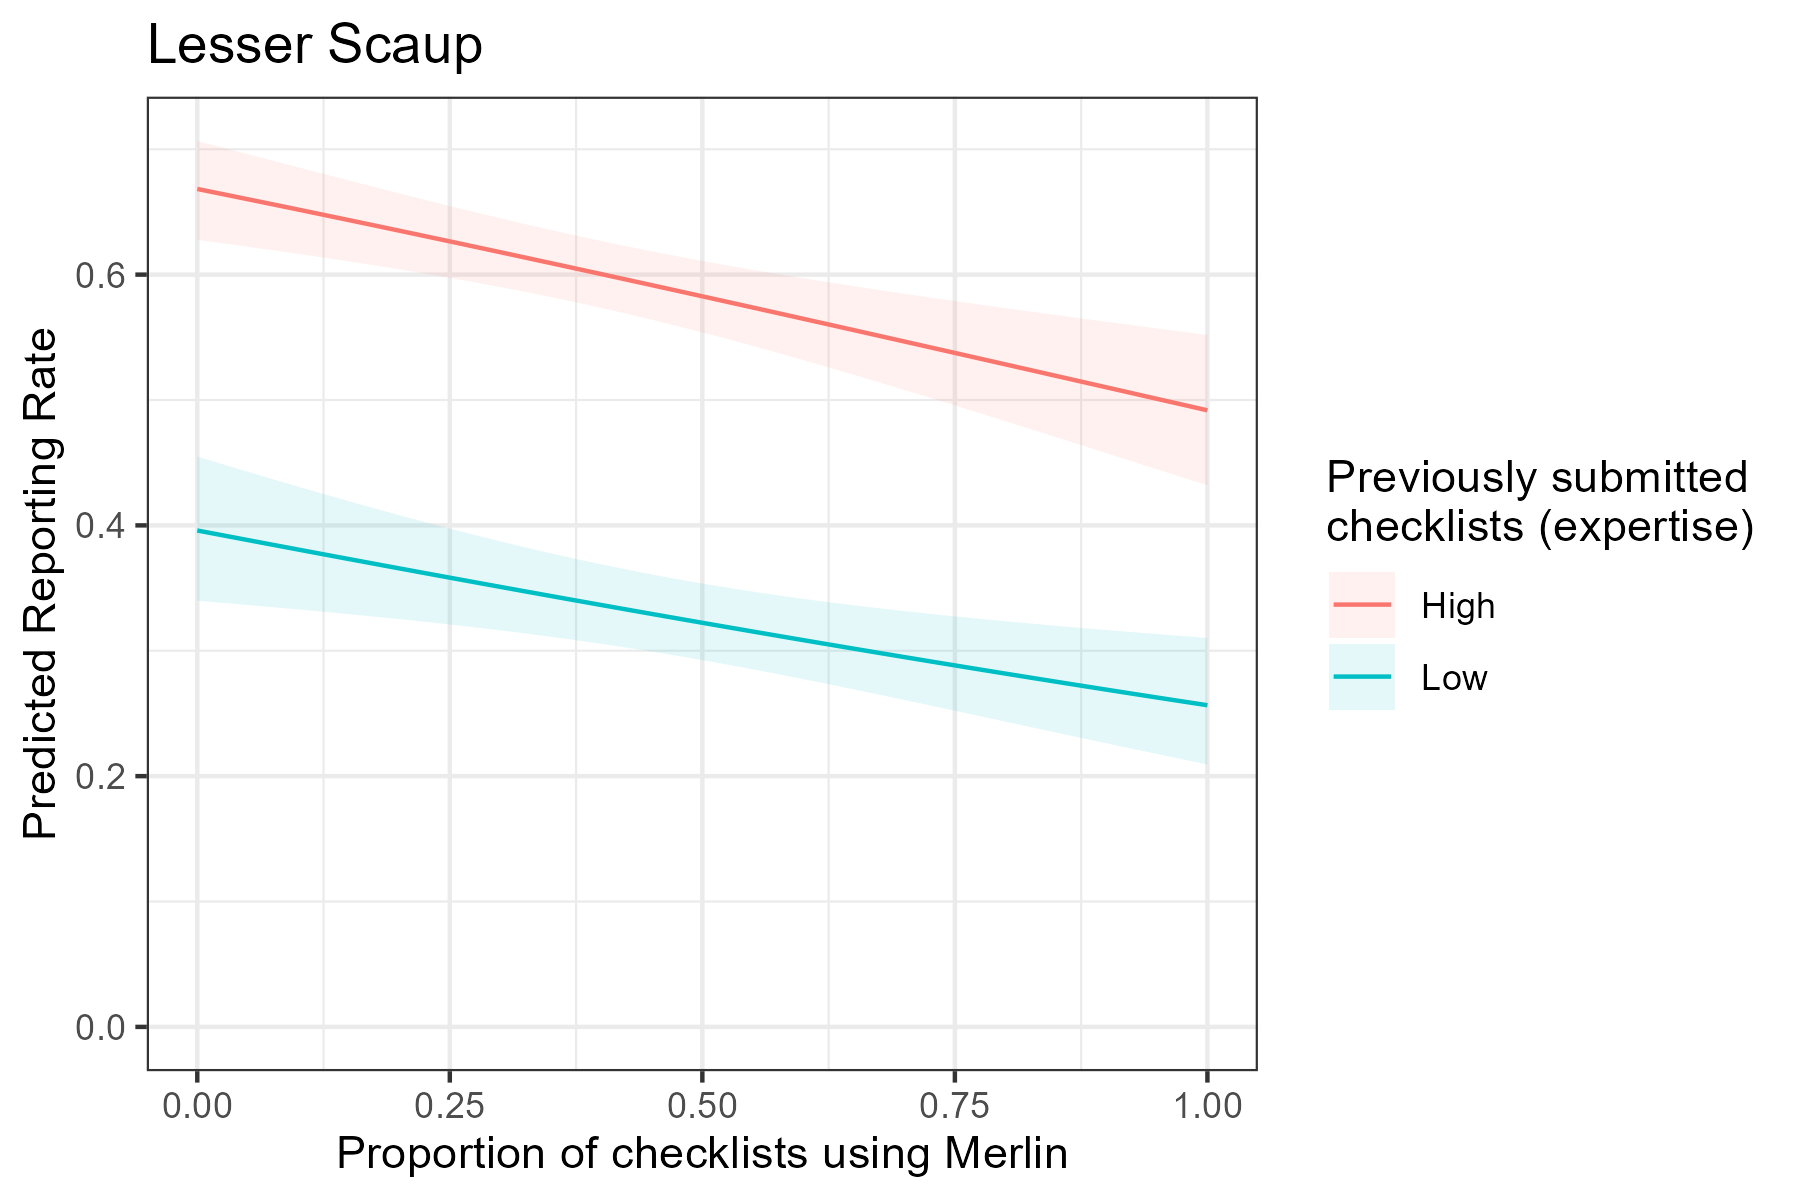 Lesser Scaup
Predicted Reporting Rate
0.6
0.4
0.2
0.0
0.00 0.25 0.50 0.75 1.00
Proportion of checklists using Merlin
Previously submitted
checklists (expertise)
High
Low